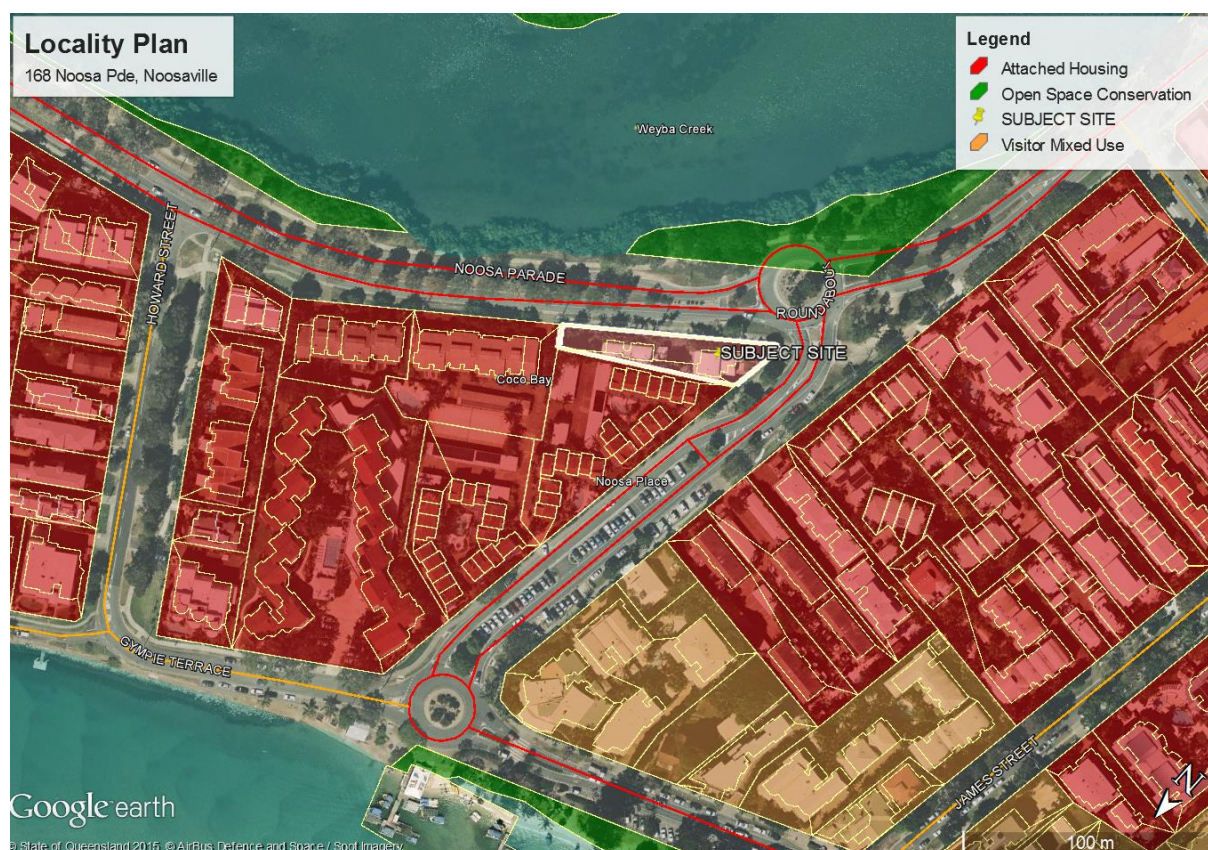 Locality Plan
168 Noosa Pde, Noosaville
Legend
Attached Housing
Open Space Conservation
SUBJECT SITE
Visitor Mixed Use
Weyba Creek
HOWARD STREET
NOOSA PARADE
ROUNDABOUT
SUBJECT SITE
Coco Bay
Noosa Place
GYMPIE TERRACE
JAMES STREET
N
Google earth
100 m
© State of Queensland 2015, © AirBus Defence and Space / Spot Imagery.